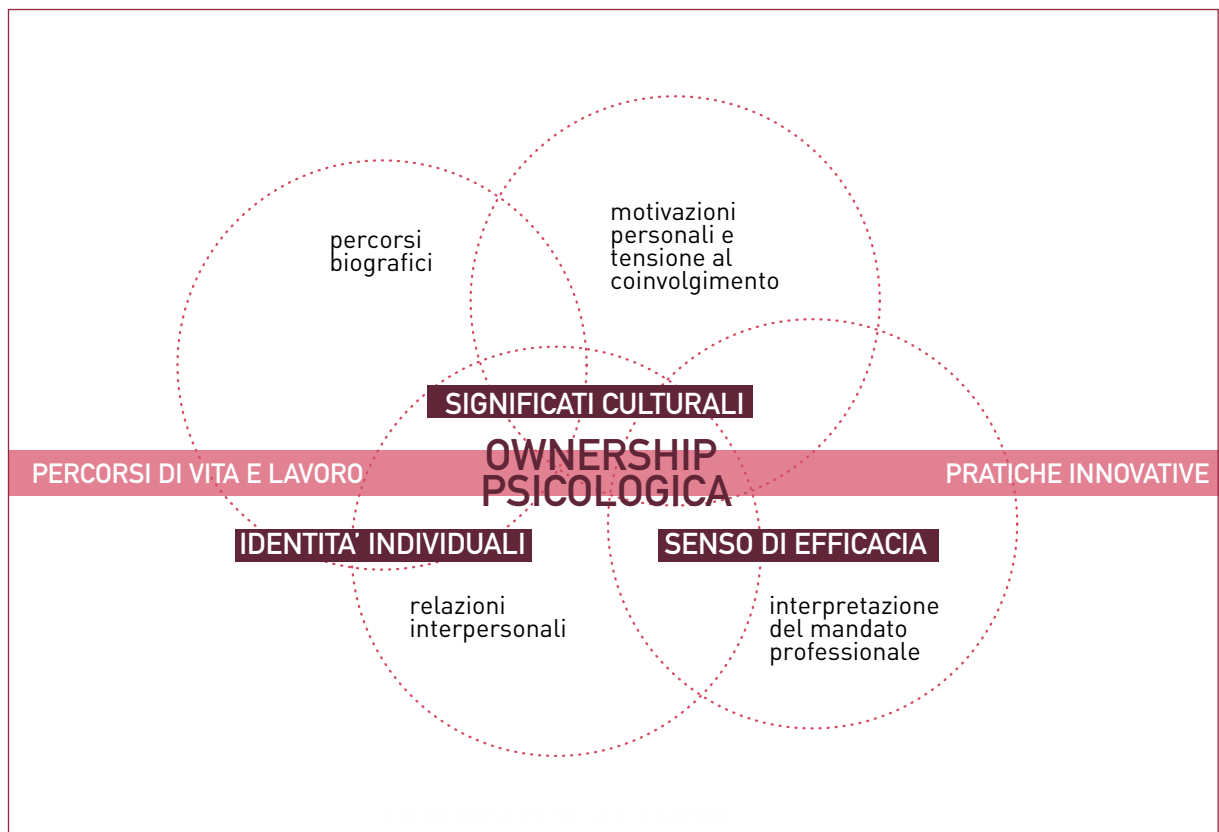 motivazioni
personali e
tensione al
coinvolgimento
percorsi
biografici
SIGNIFICATI CULTURALI
OWNERSHIP
PSICOLOGICA
PERCORSI DI VITA E LAVORO
PRATICHE INNOVATIVE
IDENTITA’ INDIVIDUALI
SENSO DI EFFICACIA
relazioni
interpersonali
interpretazione
del mandato
professionale